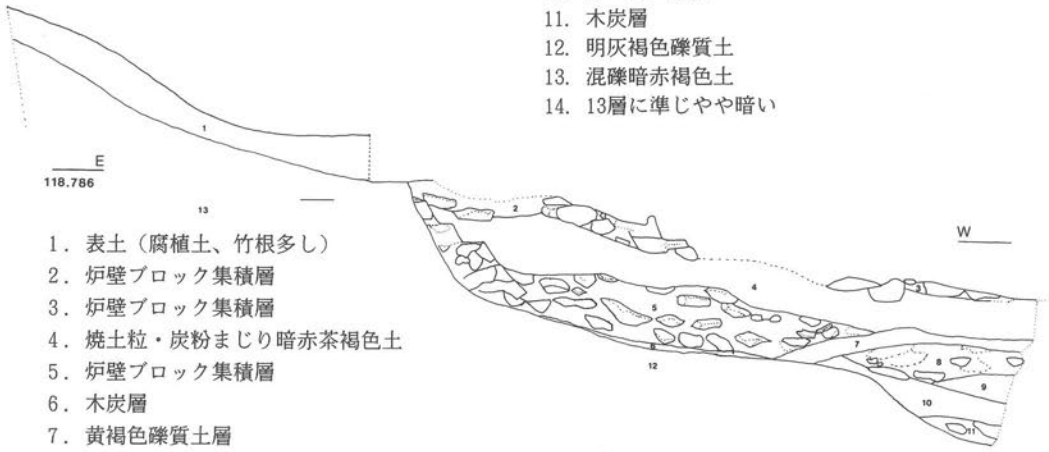 11. 木炭層
12. 明灰褐色礫質土
13. 混礫暗赤褐色土
14. 13層に準じやや暗い
1
E
118.786
13
2
W
1. 表土（腐植土、竹根多し）
2. 炉壁ブロック集積層
3. 炉壁ブロック集積層
4. 焼土粒・炭粉まじり暗赤茶褐色土
5. 炉壁ブロック集積層
6. 木炭層
7. 黄褐色礫質土層
4
3
5
6
7
8
12
9
10
11